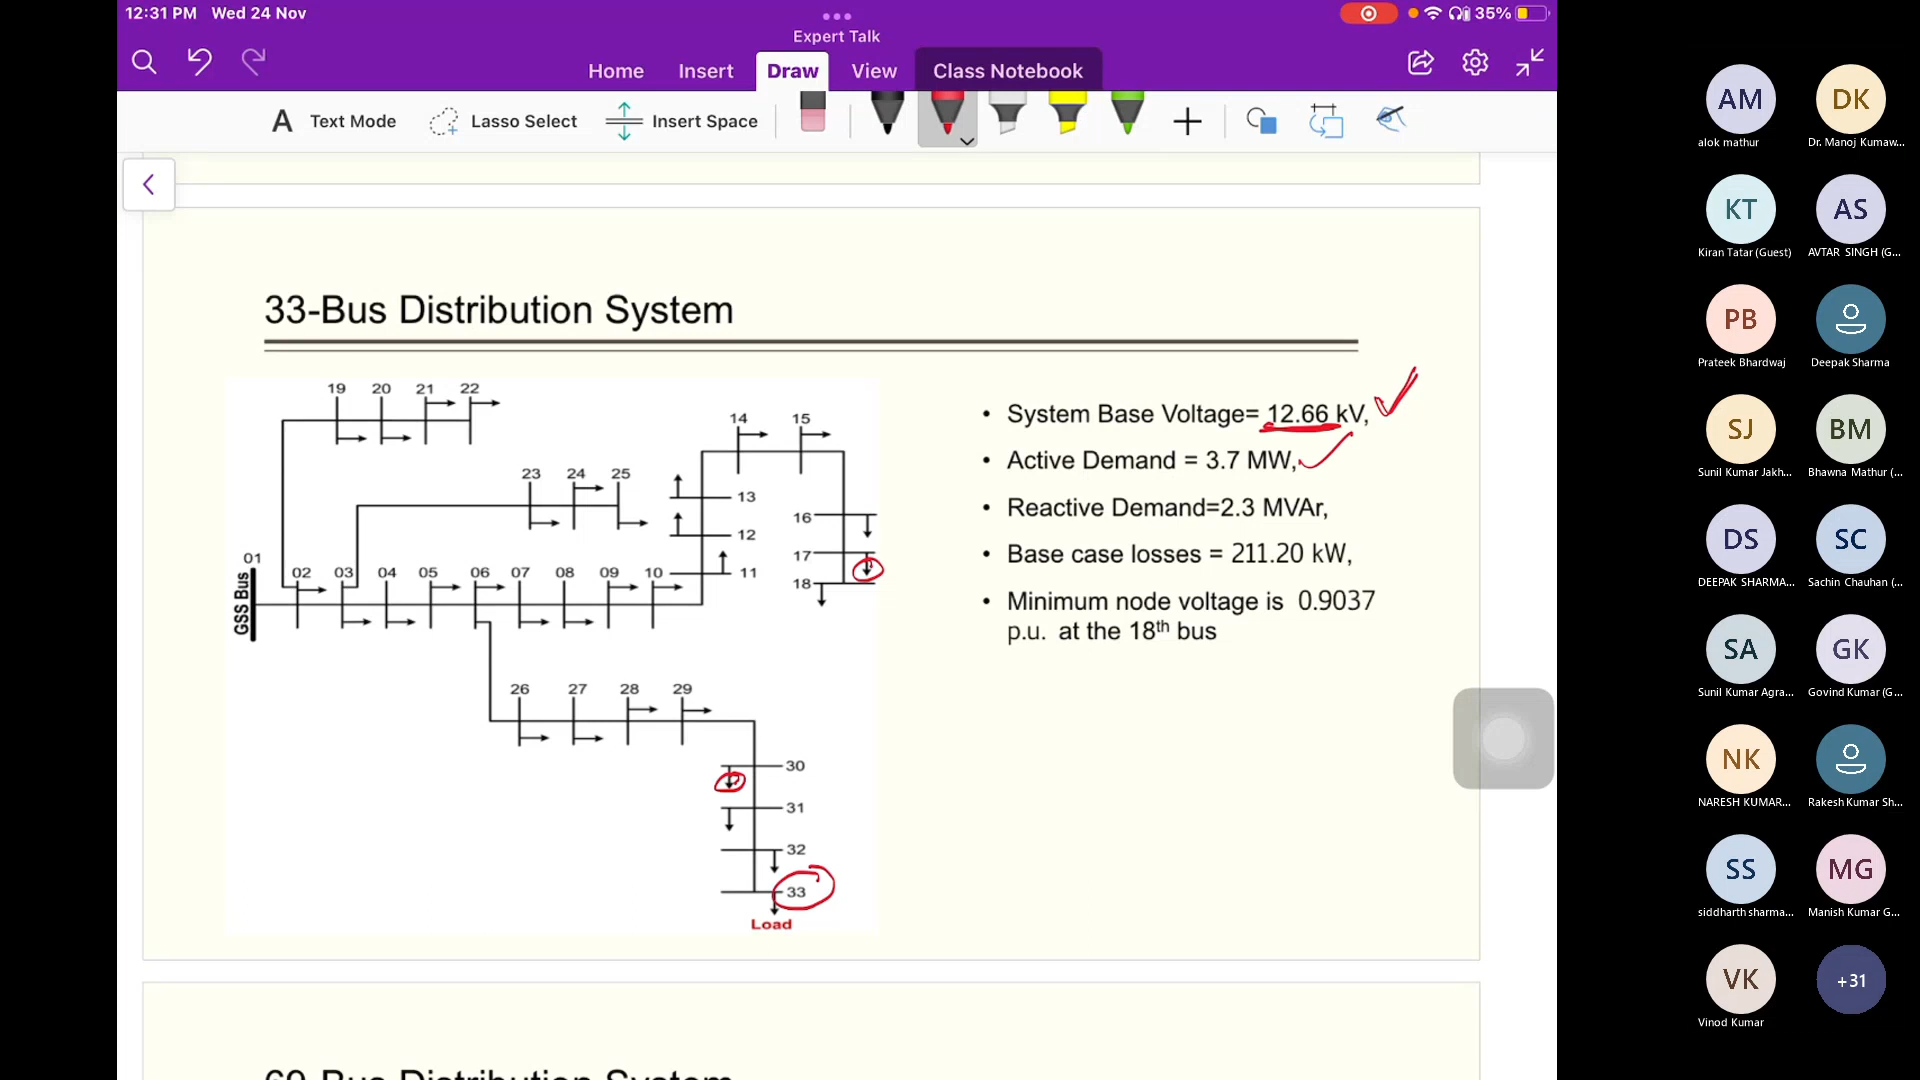 12:31 PM Wed 24 Nov
35%
Expert Talk
Home Insert Draw View Class Notebook
A Text Mode Lasso Select Insert Space
33-Bus Distribution System
19 20 21 22
14 15
23 24 25
13
16
12
17
01
02 03 04 05 06 07 08 09 10 11
18
GSS Bus
26 27 28 29
30
31
32
33
Load
• System Base Voltage= 12.66 kV,
• Active Demand = 3.7 MW,
• Reactive Demand=2.3 MVAr,
• Base case losses = 211.20 kW,
• Minimum node voltage is 0.9037
p.u. at the 18th bus
69-Bus Distribution System
AM DK
alok mathur Dr. Manoj Kumaw...
KT AS
Kiran Tatar (Guest) AVTAR SINGH (G...
PB
Prateek Bhardwaj Deepak Sharma
SJ BM
Sunil Kumar Jakh... Bhawna Mathur (...
DS SC
DEEPAK SHARMA... Sachin Chauhan (...
SA GK
Sunil Kumar Agra... Govind Kumar (G...
NK
NARESH KUMAR... Rakesh Kumar Sh...
SS MG
siddharth sharma... Manish Kumar G...
VK +31
Vinod Kumar